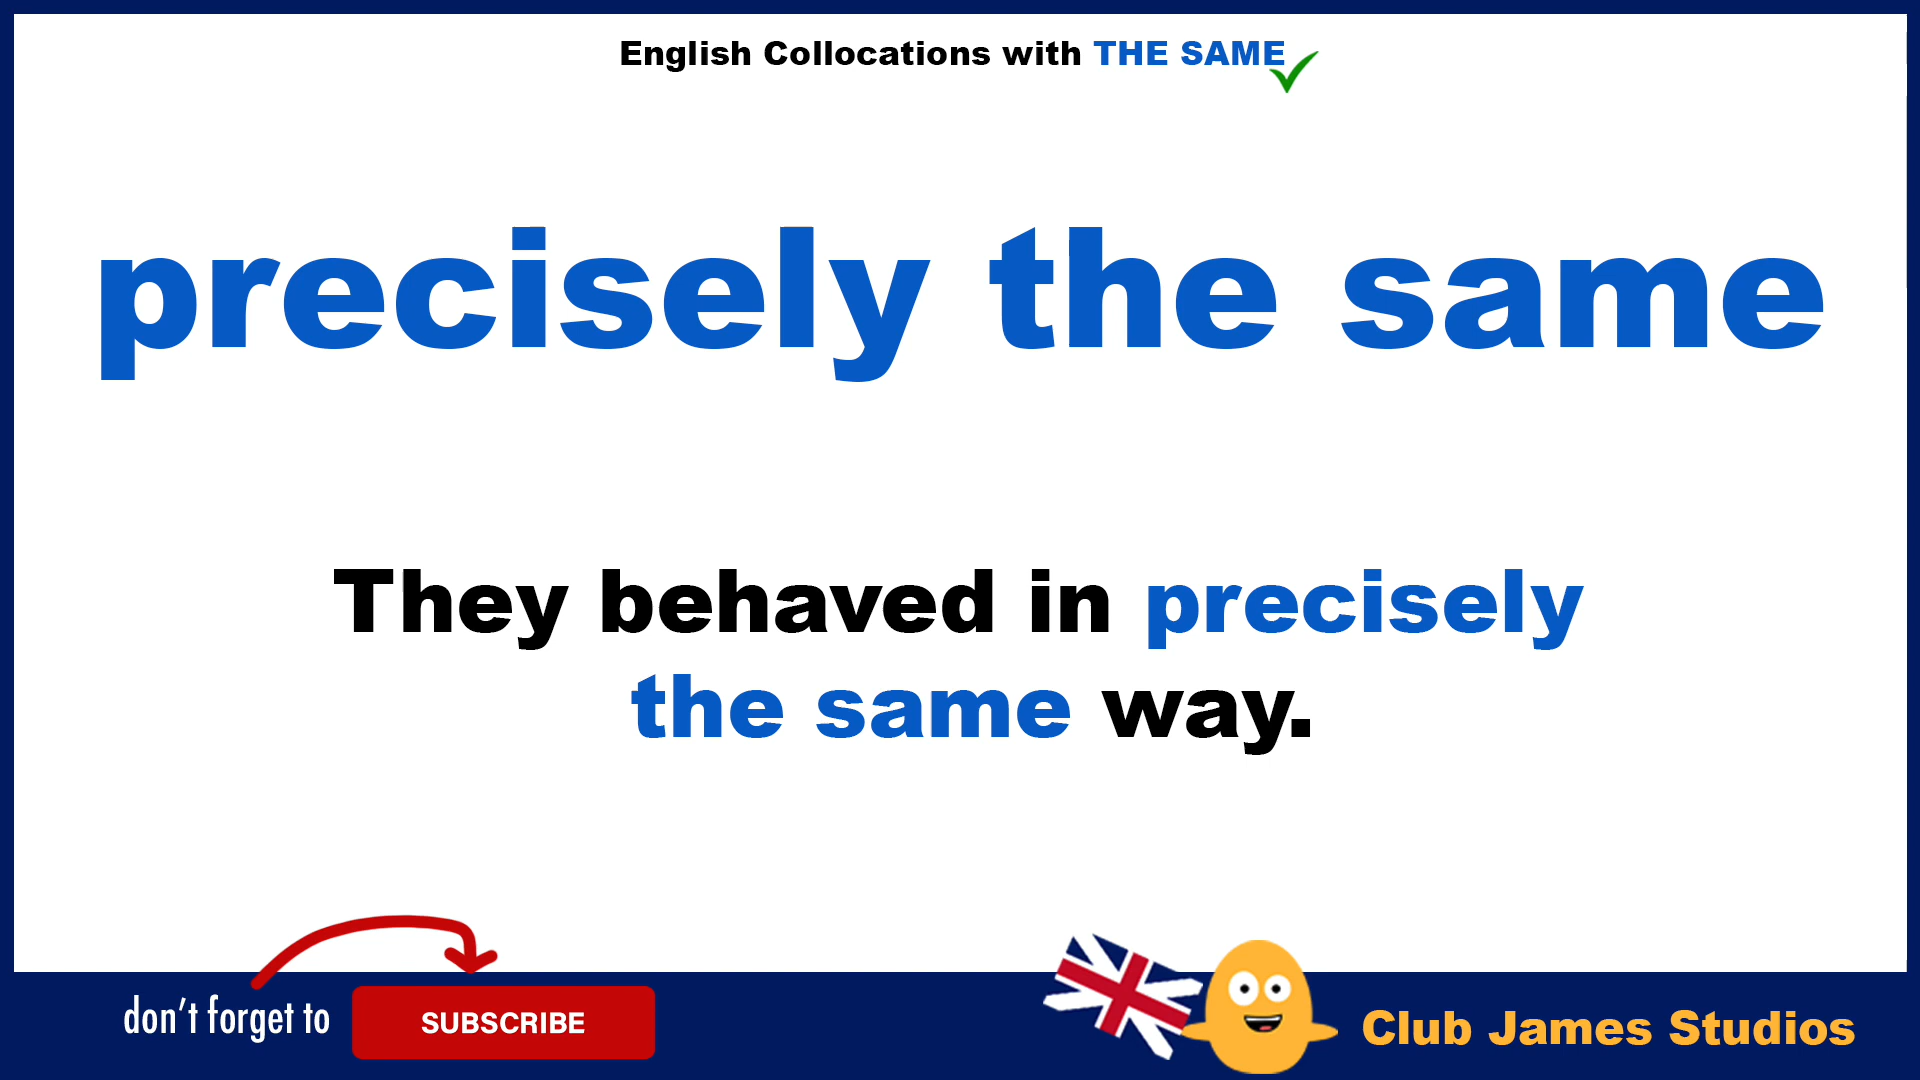 English Collocations with THE SAME
precisely the same
They behaved in precisely
the same way.
don't forget to
SUBSCRIBE
Club James Studios